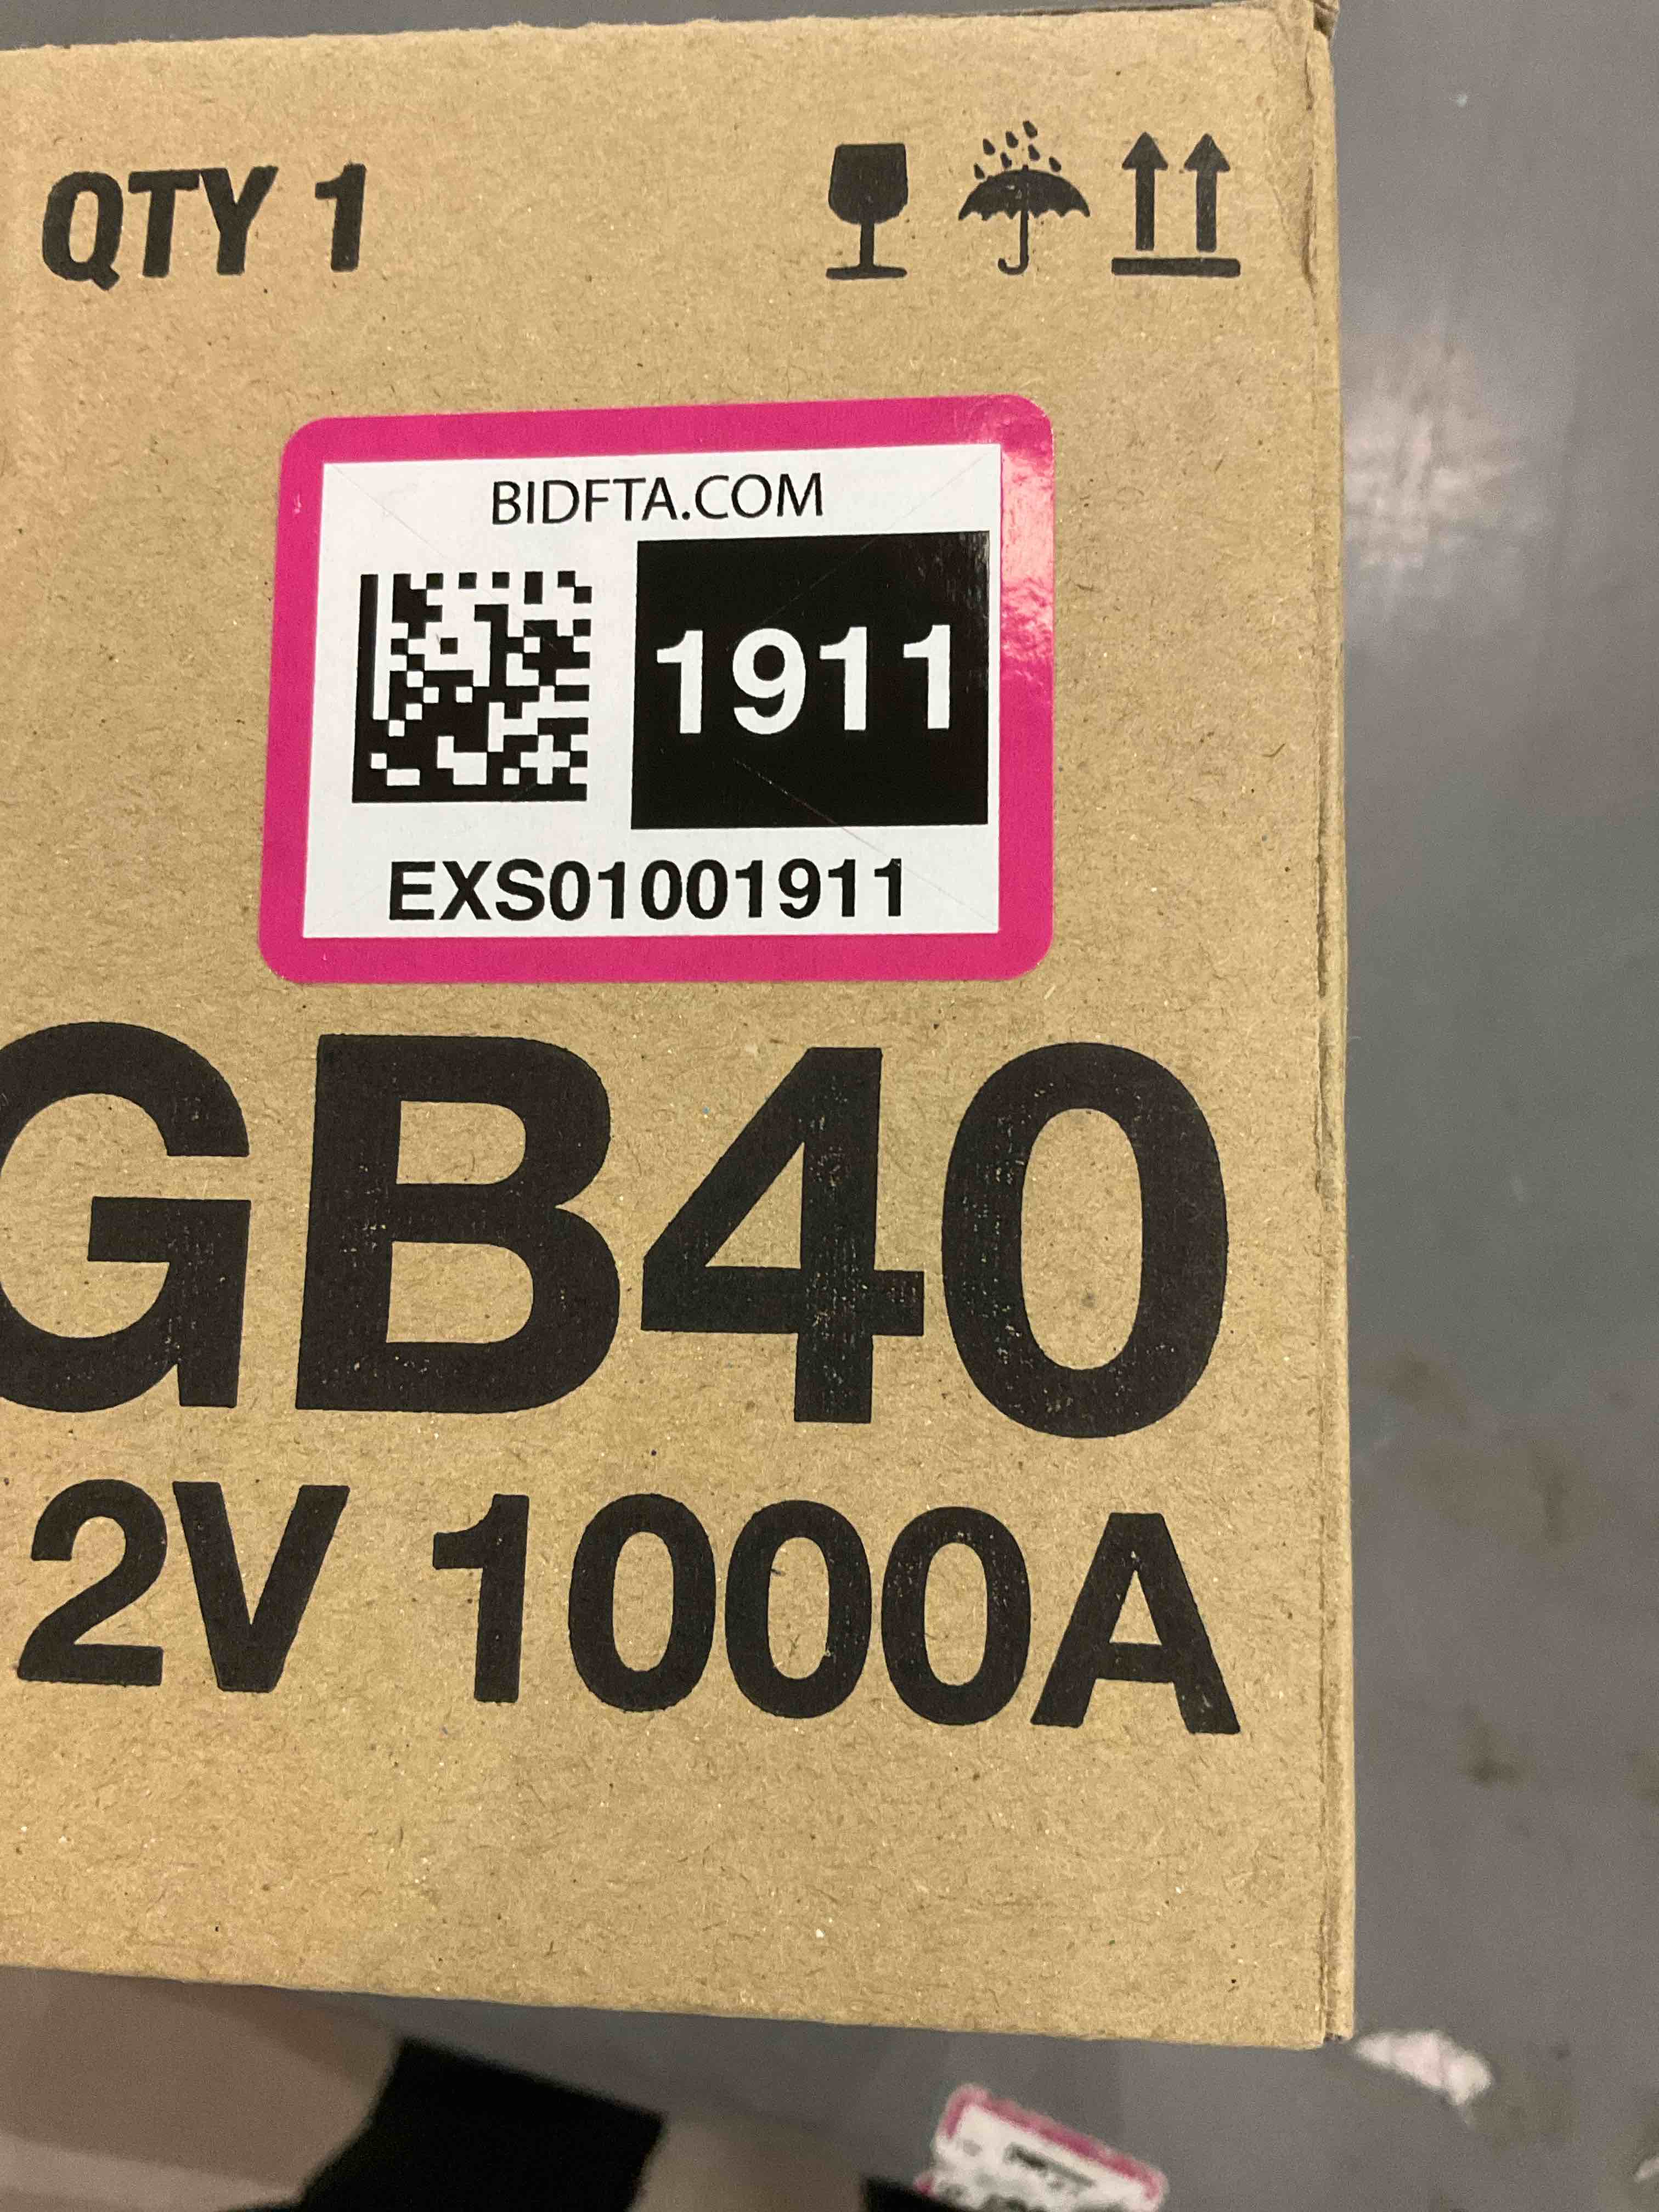 QTY 1
BIDFTA.COM
1911
EXS01001911
GB40
2V 1000A